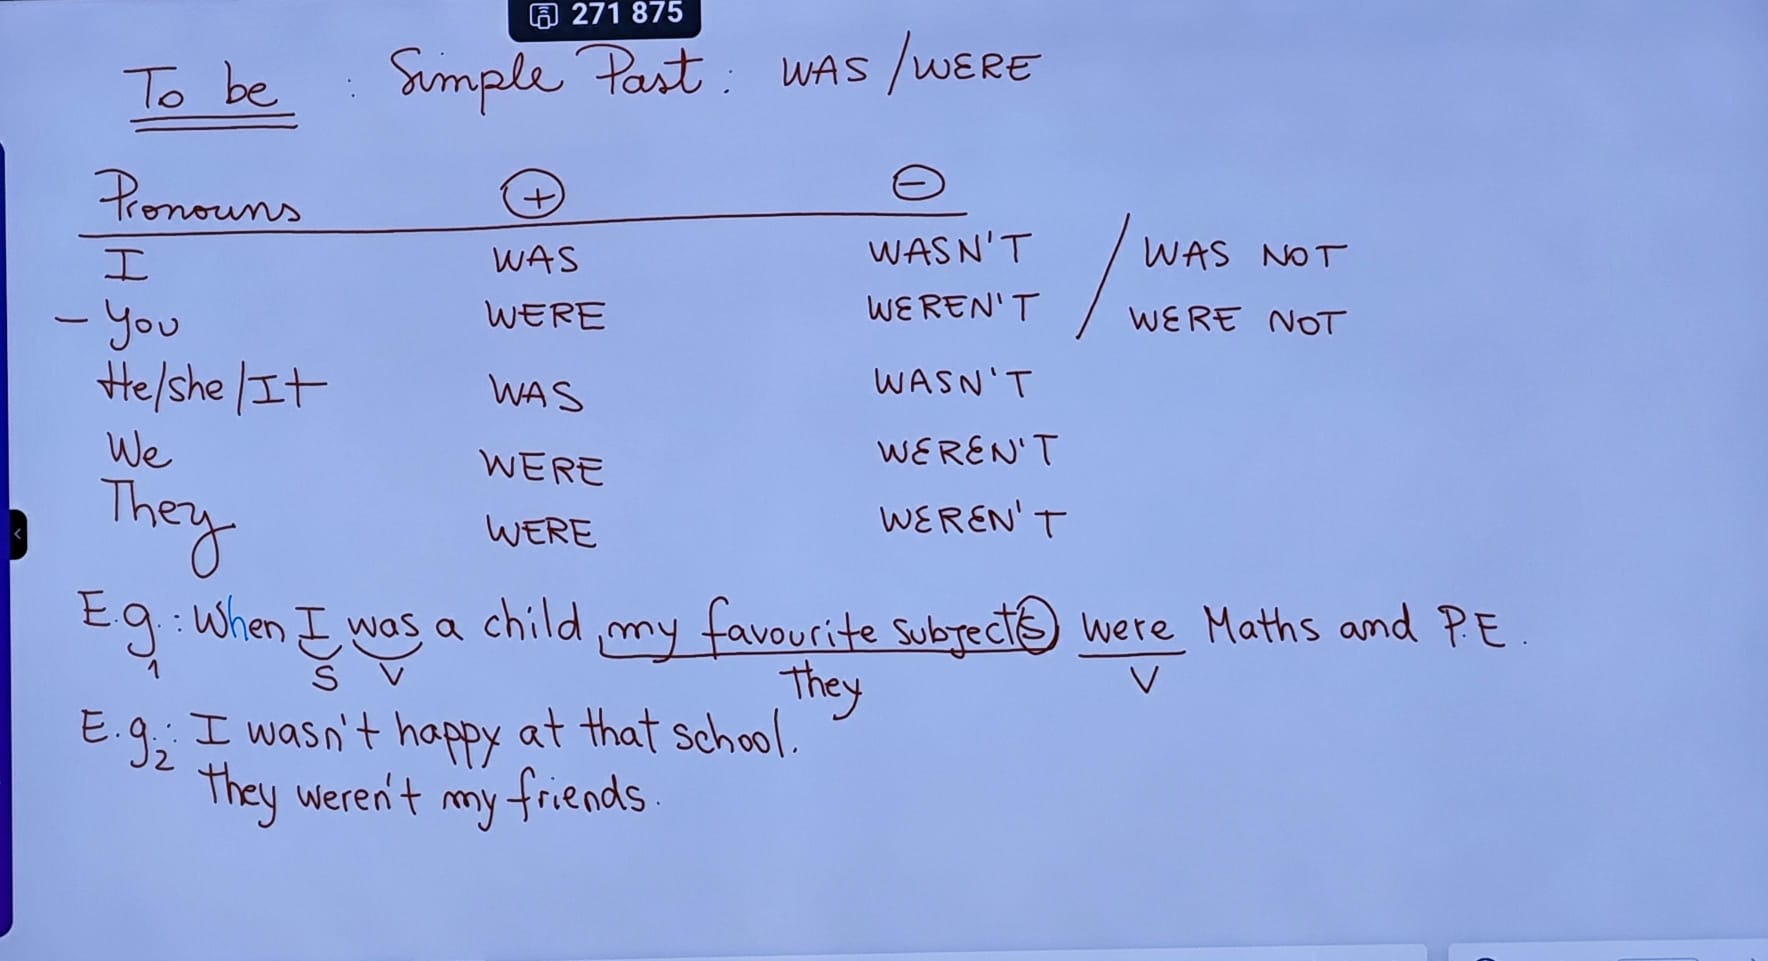 271 875
To be : Simple Past : WAS / WERE
Pronouns + -
I WAS WASN'T / WAS NOT
- You WERE WEREN'T / WERE NOT
He/she/It WAS WASN'T
We WERE WEREN'T
They WERE WEREN'T
E.g.1: When I was a child, my favourite subjects were Maths and P.E.
S V They V
E.g.2: I wasn't happy at that school.
They weren't my friends.